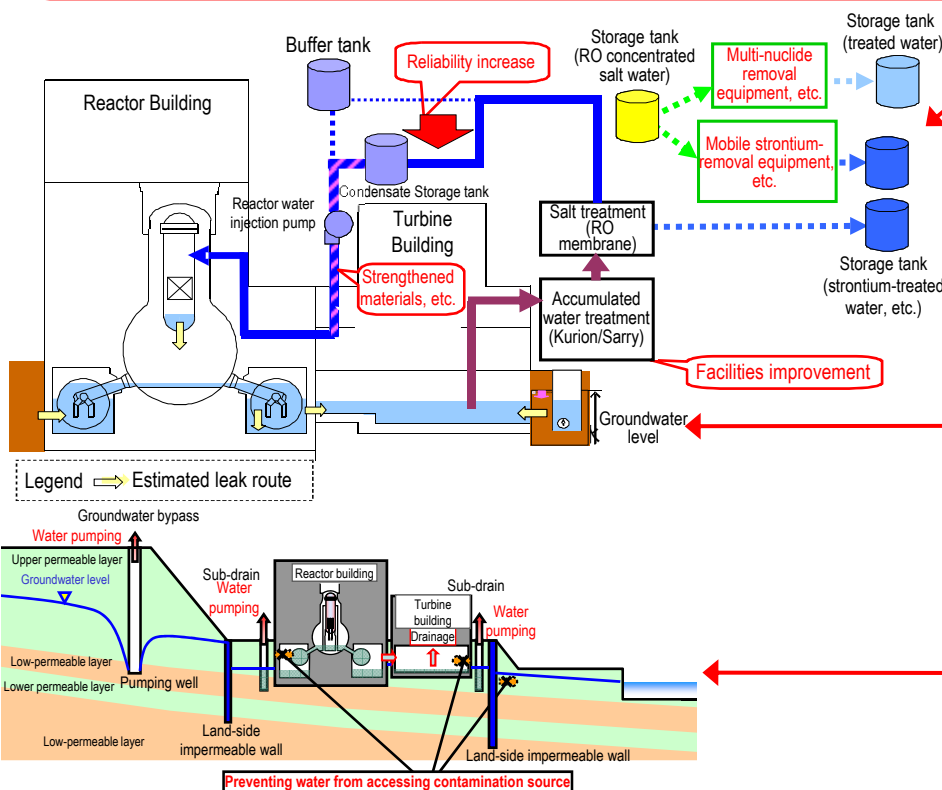 Buffer tank
Reliability increase
Storage tank
(RO concentrated
salt water)
Multi-nuclide
removal
equipment, etc.
Storage tank
(treated water)
Reactor Building
Mobile strontium-
removal equipment,
etc.
Condensate Storage tank
Reactor water
injection pump
Turbine
Building
Salt treatment
(RO
membrane)
Strengthened
materials, etc.
Storage tank
(strontium-treated
water, etc.)
Accumulated
water treatment
(Kurion/Sarry)
Facilities improvement
Groundwater
level
Legend Estimated leak route
Groundwater bypass
Water pumping
Upper permeable layer
Groundwater level
Sub-drain
Water
pumping
Reactor building
Sub-drain
Water
pumping
Turbine
building
Drainage
Low-permeable layer
Lower permeable layer
Pumping well
Low-permeable layer
Land-side
impermeable wall
Land-side impermeable wall
Preventing water from accessing contamination source